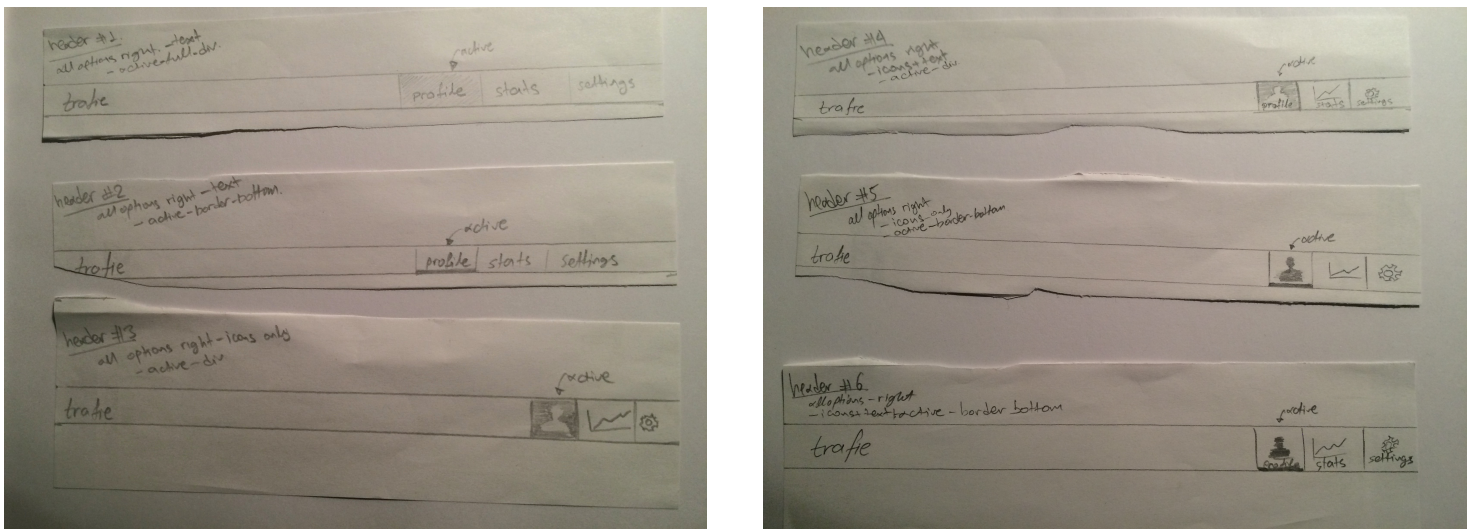 header #1.
all options right. - text
- active-full-div.
active
trafie profile stats settings
header #2
all options right - text
- active-border-bottom.
active
trafie profile stats settings
header #3
all options right - icons only
- active - div
active
trafie
header #4
all options right
- icons+text
- active - div
active
trafie profile stats settings
header #5
all options right
- icons-only
- active-border-bottom
active
trafie
header #6
all options - right
- icons+text+active - border bottom
active
trafie profile stats settings